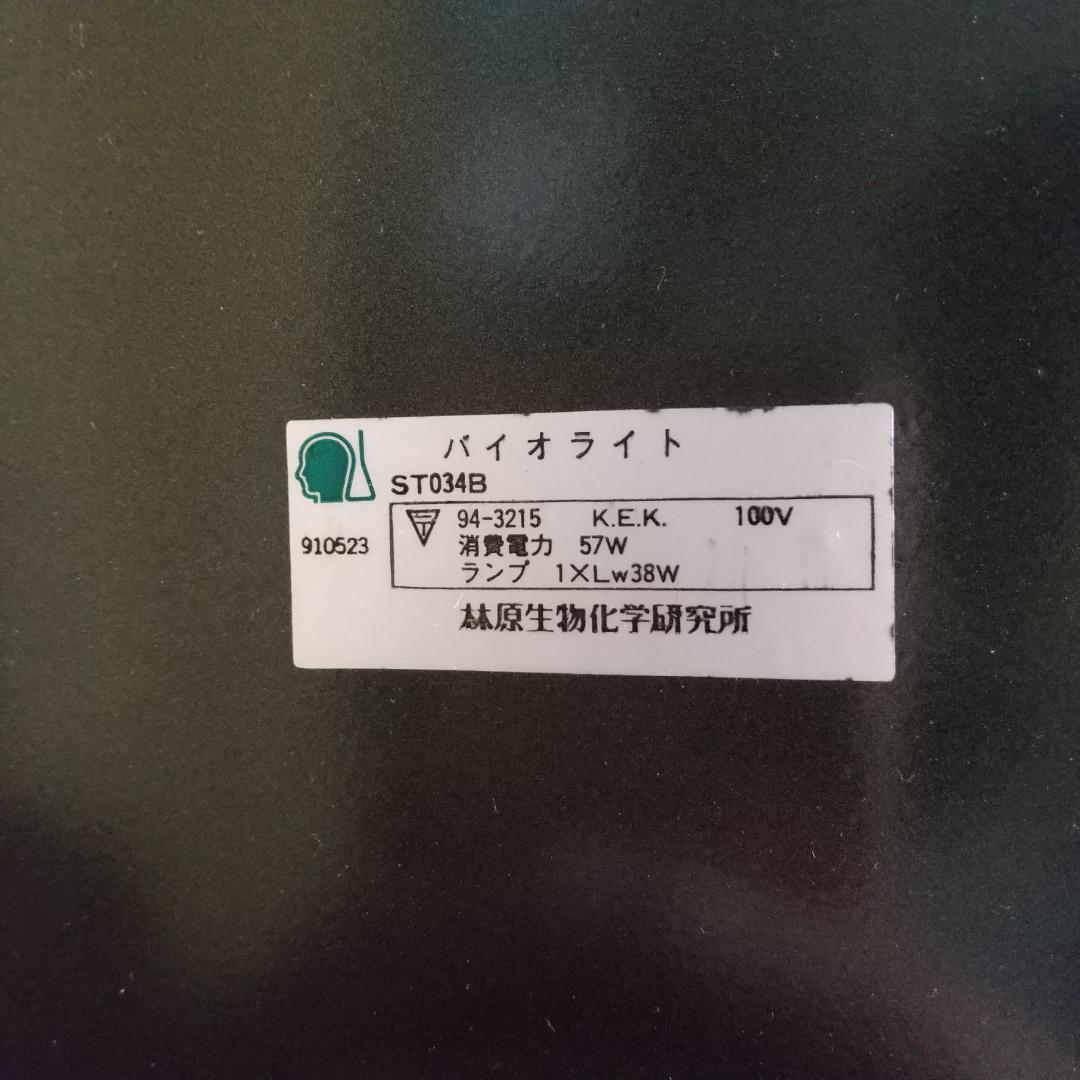 バイオライト
ST034B
94-3215 K.E.K. 100V
910523
消費電力 57W
ランプ 1×Lw38W
林原生物化学研究所